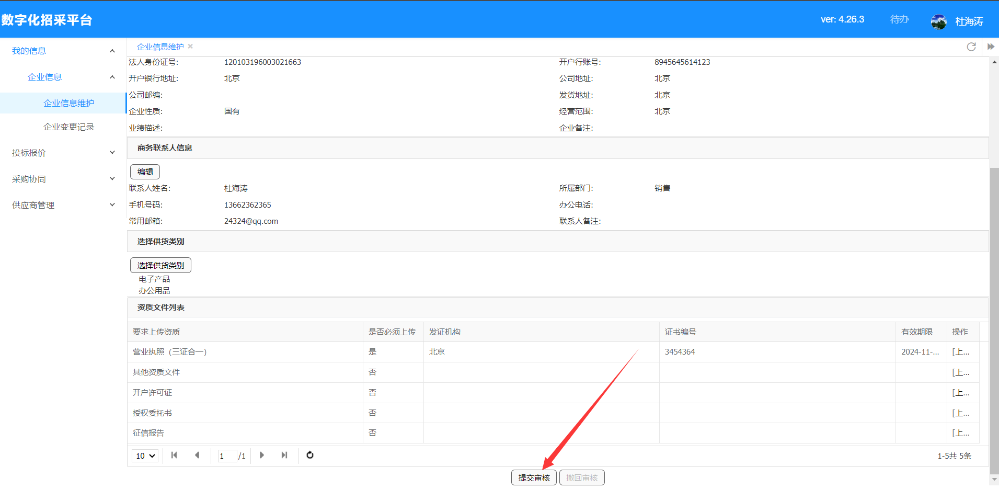 数字化招采平台
ver: 4.26.3 待办 杜海涛
我的信息
企业信息
企业信息维护
企业变更记录
投标报价
采购协同
供应商管理
企业信息维护
法人身份证号: 120103196003021663 开户行账号: 8945645614123
开户银行地址: 北京 公司地址: 北京
公司邮编: 发货地址: 北京
企业性质: 国有 经营范围: 北京
业绩描述: 企业备注:
商务联系人信息
编辑
联系人姓名: 杜海涛 所属部门: 销售
手机号码: 13662362365 办公电话:
常用邮箱: 24324@qq.com 联系人备注:
选择供货类别
选择供货类别
电子产品
办公用品
资质文件列表
要求上传资质 是否必须上传 发证机构 证书编号 有效期限 操作
营业执照（三证合一） 是 北京 3454364 2024-11-... [上...
其他资质文件 否 [上...
开户许可证 否 [上...
授权委托书 否 [上...
征信报告 否 [上...
10 1 /1 1-5共 5条
提交审核 撤回审核